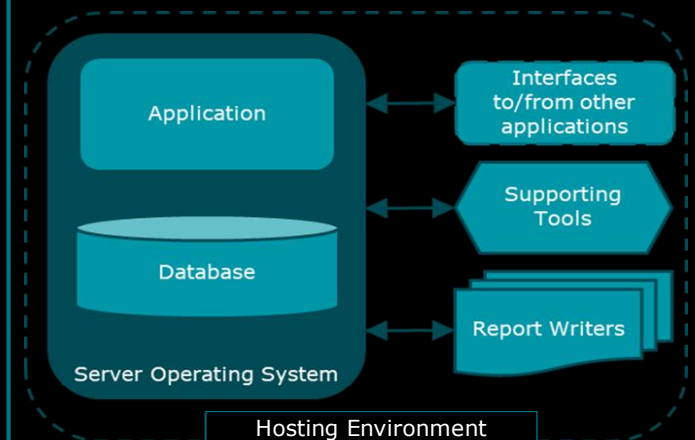 Application
Database
Server Operating System
Interfaces
to/from other
applications
Supporting
Tools
Report Writers
Hosting Environment